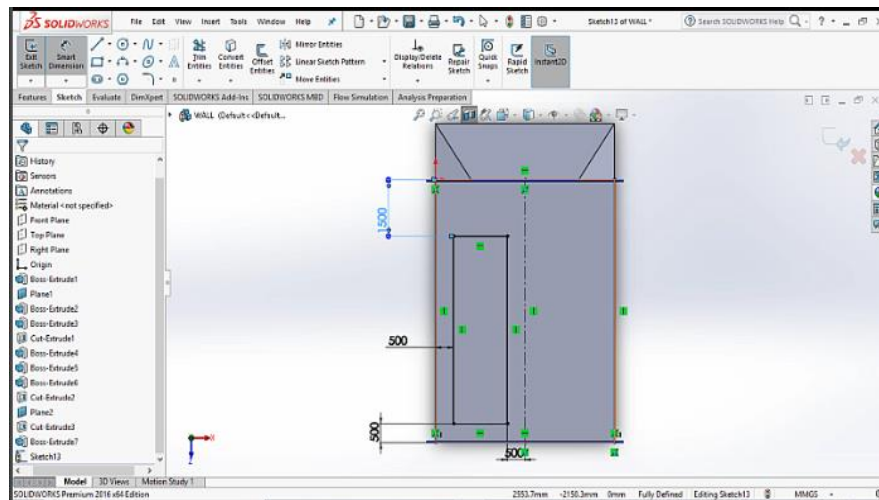 SOLIDWORKS File Edit View Insert Tools Window Help Sketch13 of WALL * Search SOLIDWORKS Help
Exit Sketch
Smart Dimension
Trim Entities
Convert Entities
Offset Entities
Mirror Entities
Linear Sketch Pattern
Move Entities
Display/Delete Relations
Repair Sketch
Quick Snaps
Rapid Sketch
Instant2D
Features Sketch Evaluate DimXpert SOLIDWORKS Add-Ins SOLIDWORKS MBD Flow Simulation Analysis Preparation
WALL (Default<<Default...
History
Sensors
Annotations
Material <not specified>
Front Plane
Top Plane
Right Plane
Origin
Boss-Extrude1
Plane1
Boss-Extrude2
Boss-Extrude3
Cut-Extrude1
Boss-Extrude4
Boss-Extrude5
Boss-Extrude6
Cut-Extrude2
Plane2
Cut-Extrude3
Boss-Extrude7
Sketch13
1500
500
500
500
Model 3D Views Motion Study 1
SOLIDWORKS Premium 2016 x64 Edition 2553.7mm -2150.3mm 0mm Fully Defined Editing Sketch13 MMGS